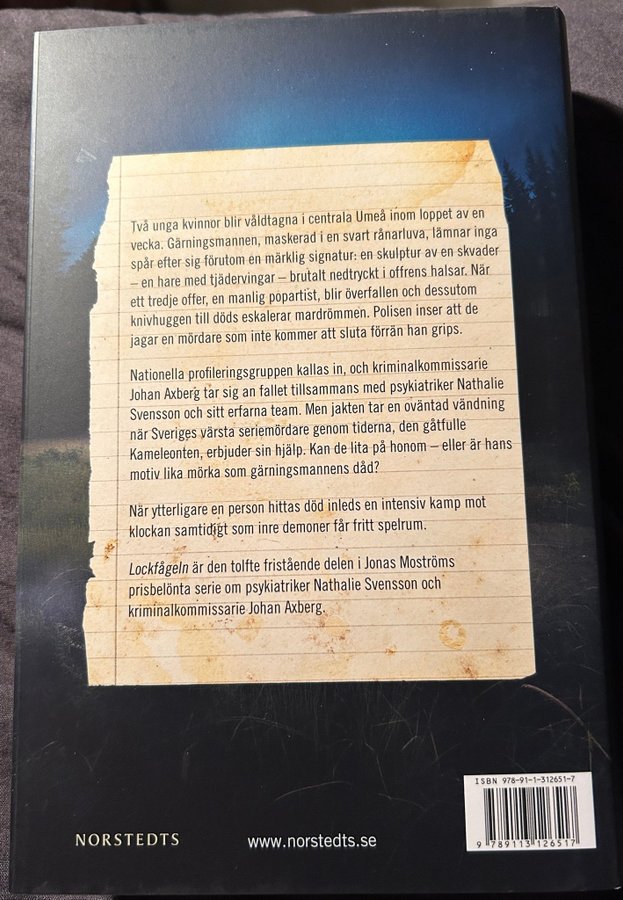 Två unga kvinnor blir våldtagna i centrala Umeå inom loppet av en
vecka. Gärningsmannen, maskerad i en svart rånarluva, lämnar inga
spår efter sig förutom en märklig signatur: en skulptur av en skvader
– en hare med tjädervingar – brutalt nedtryckt i offrens halsar. När
ett tredje offer, en manlig popartist, blir överfallen och dessutom
knivhuggen till döds eskalerar mardrömmen. Polisen inser att de
jagar en mördare som inte kommer att sluta förrän han grips.
Nationella profileringsgruppen kallas in, och kriminalkommissarie
Johan Axberg tar sig an fallet tillsammans med psykiatriker Nathalie
Svensson och sitt erfarna team. Men jakten tar en oväntad vändning
när Sveriges värsta seriemördare genom tiderna, den gåtfulle
Kameleonten, erbjuder sin hjälp. Kan de lita på honom – eller är hans
motiv lika mörka som gärningsmannens dåd?
När ytterligare en person hittas död inleds en intensiv kamp mot
klockan samtidigt som inre demoner får fritt spelrum.
Lockfågeln är den tolfte fristående delen i Jonas Moströms
prisbelönta serie om psykiatriker Nathalie Svensson och
kriminalkommissarie Johan Axberg.
ISBN 978-91-1-312651-7
9 789113 126517
NORSTEDTS
www.norstedts.se